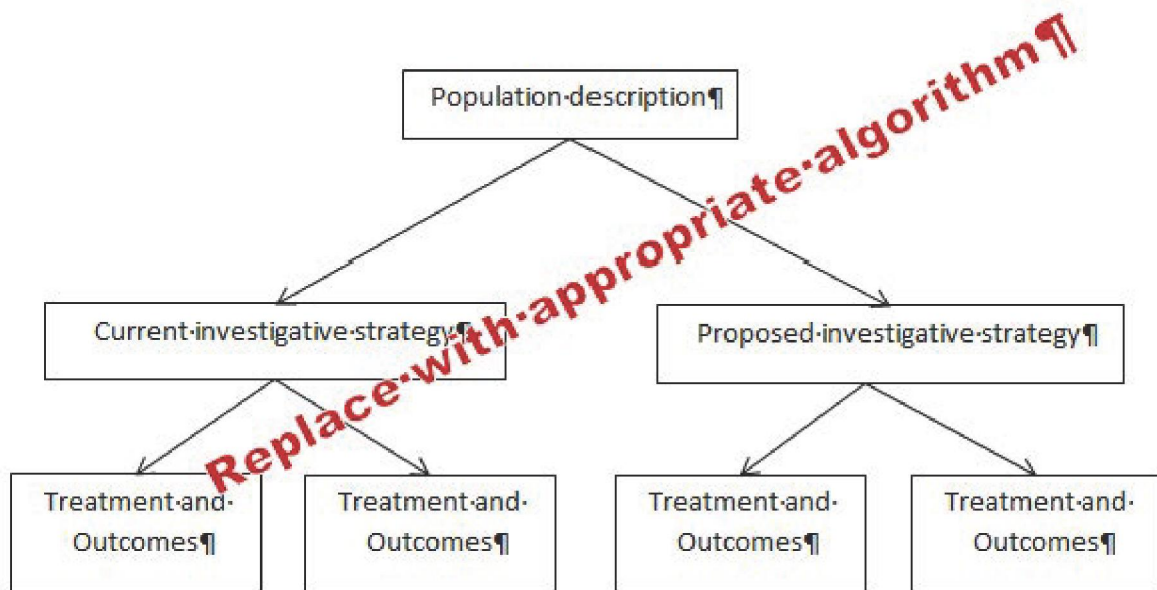 Population·description¶
Replace·with·appropriate·algorithm¶
Current·investigative·strategy¶
Proposed·investigative·strategy¶
Treatment·and·
Outcomes¶
Treatment·and·
Outcomes¶
Treatment·and·
Outcomes¶
Treatment·and·
Outcomes¶